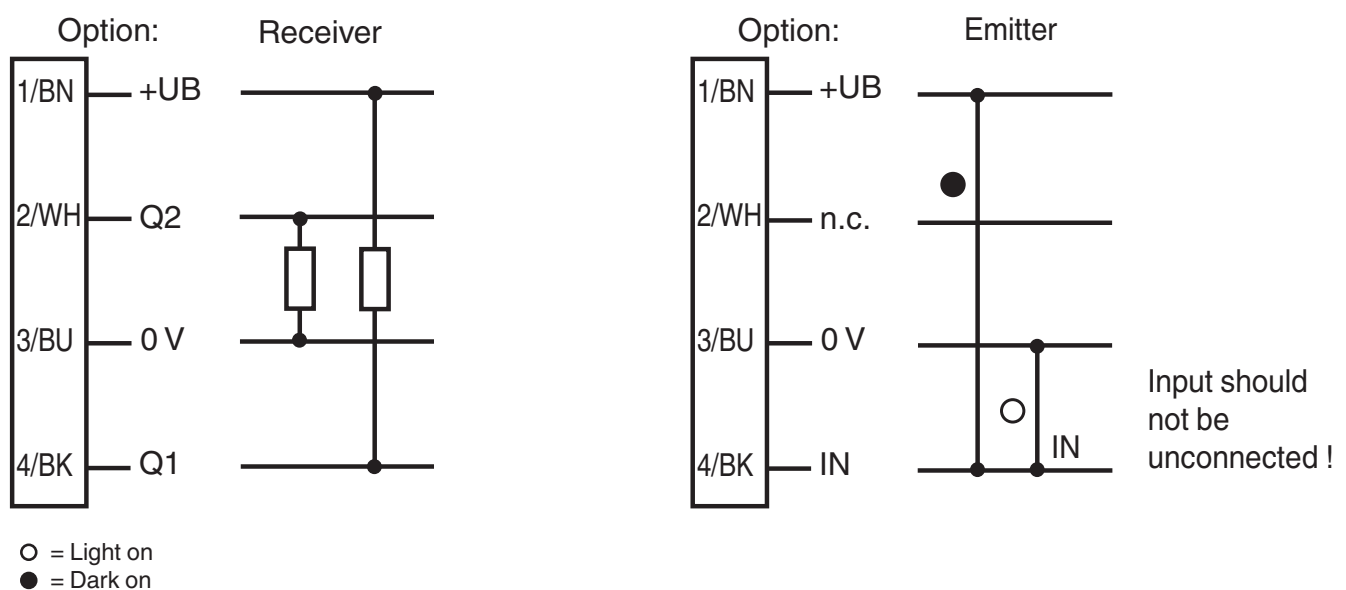 Option: Receiver
1/BN +UB
2/WH Q2
3/BU 0 V
4/BK Q1
Option: Emitter
1/BN +UB
2/WH n.c.
3/BU 0 V
4/BK IN
IN
Input should
not be
unconnected !
= Light on
= Dark on